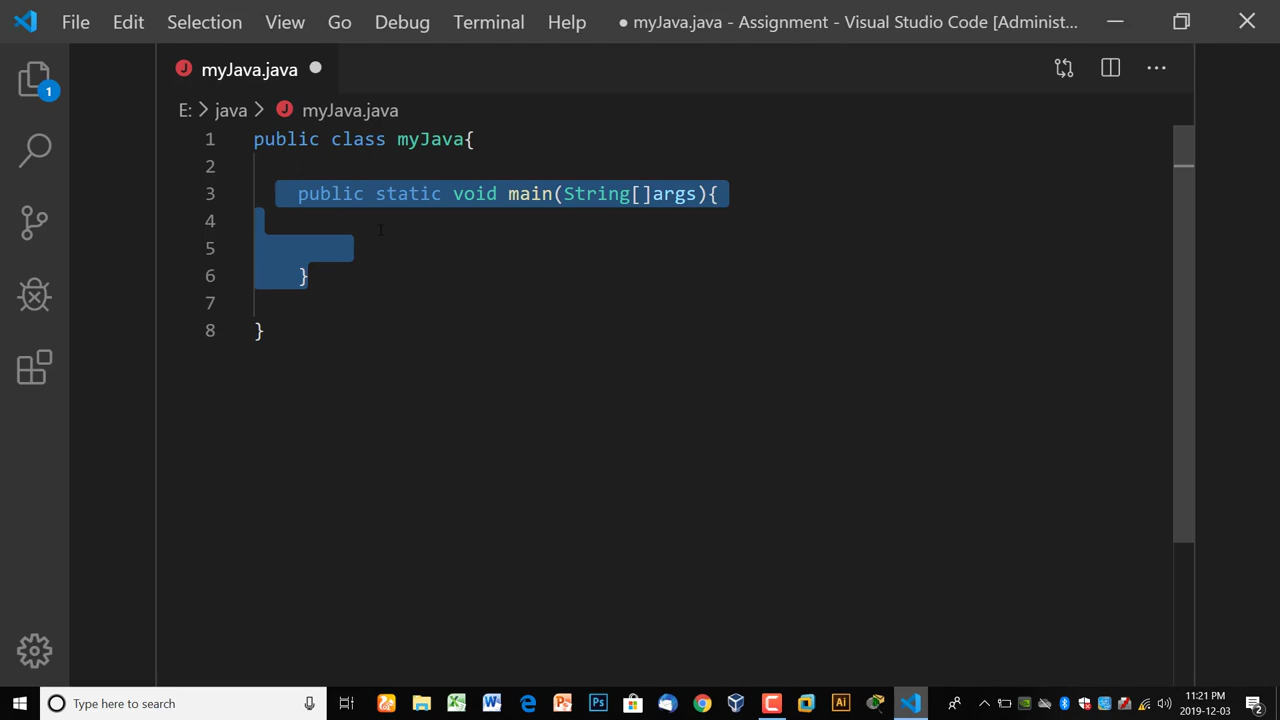 File Edit Selection View Go Debug Terminal Help ● myJava.java - Assignment - Visual Studio Code [Administ...
J myJava.java
1
E: > java > J myJava.java
1 public class myJava{
2
3 public static void main(String[]args){
4
5
6 }
7
8 }
Type here to search
11:21 PM
2019-12-03
2